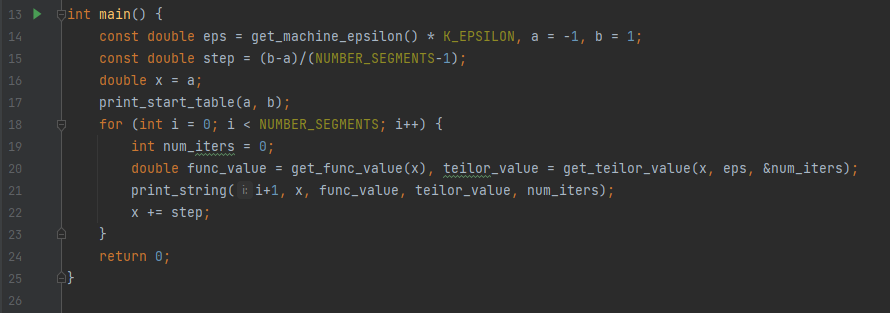 13 int main() {
14 const double eps = get_machine_epsilon() * K_EPSILON, a = -1, b = 1;
15 const double step = (b-a)/(NUMBER_SEGMENTS-1);
16 double x = a;
17 print_start_table(a, b);
18 for (int i = 0; i < NUMBER_SEGMENTS; i++) {
19 int num_iters = 0;
20 double func_value = get_func_value(x), teilor_value = get_teilor_value(x, eps, &num_iters);
21 print_string( i: i+1, x, func_value, teilor_value, num_iters);
22 x += step;
23 }
24 return 0;
25 }
26